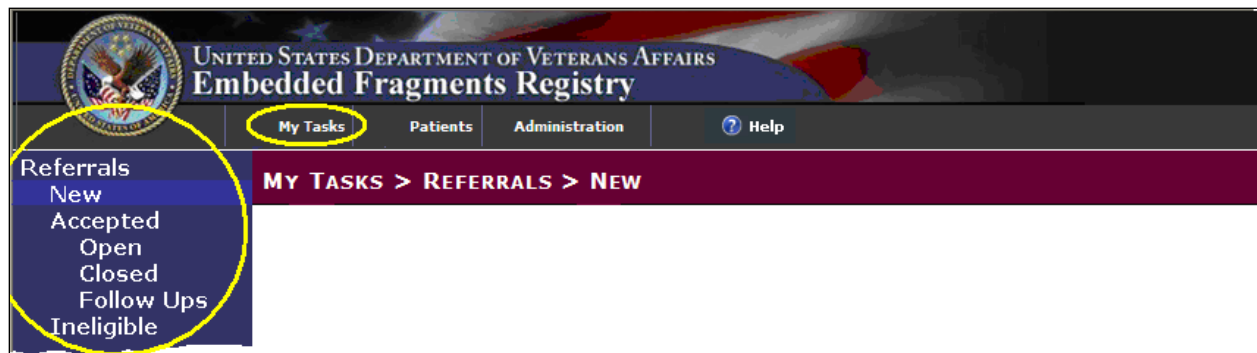 UNITED STATES DEPARTMENT OF VETERANS AFFAIRS
Embedded Fragments Registry
My Tasks Patients Administration ? Help
Referrals
New
Accepted
Open
Closed
Follow Ups
Ineligible
MY TASKS > REFERRALS > NEW